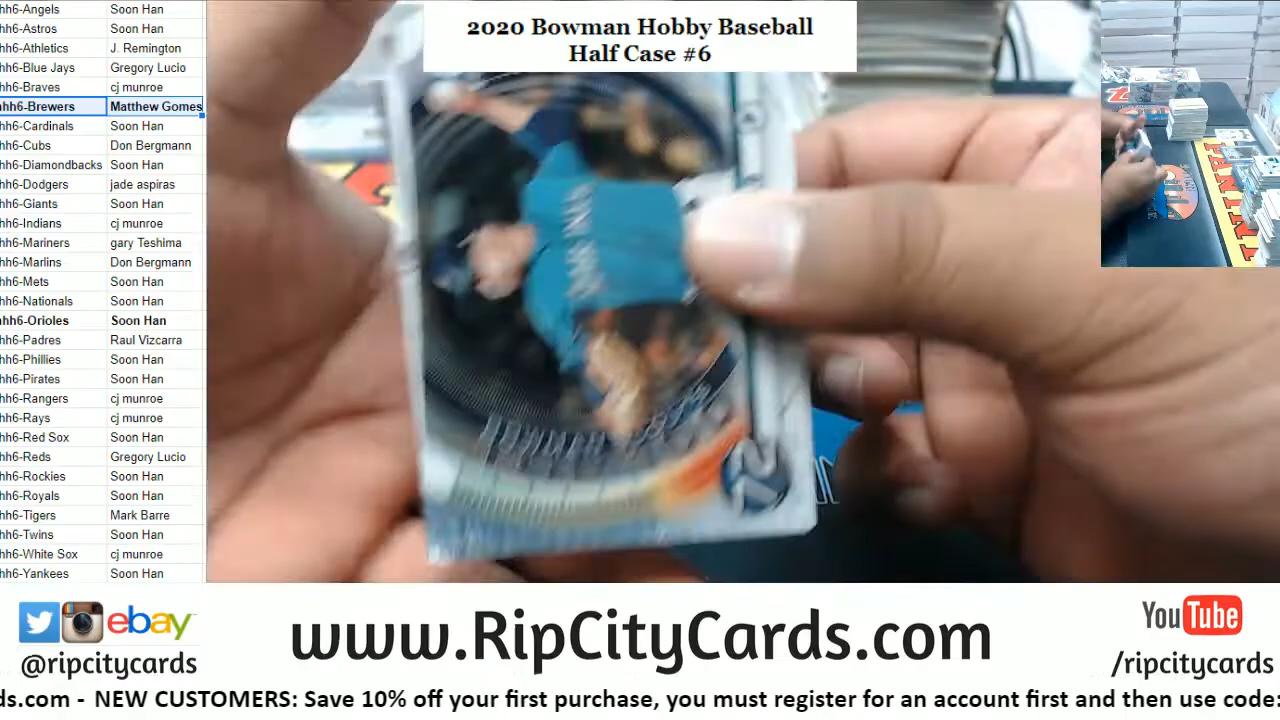 2020 Bowman Hobby Baseball
Half Case #6
hh6-Angels Soon Han
hh6-Astros Soon Han
hh6-Athletics J. Remington
hh6-Blue Jays Gregory Lucio
hh6-Braves cj munroe
hh6-Brewers Matthew Gomes
hh6-Cardinals Soon Han
hh6-Cubs Don Bergmann
hh6-Diamondbacks Soon Han
hh6-Dodgers jade aspiras
hh6-Giants Soon Han
hh6-Indians cj munroe
hh6-Mariners gary Teshima
hh6-Marlins Don Bergmann
hh6-Mets Soon Han
hh6-Nationals Soon Han
hh6-Orioles Soon Han
hh6-Padres Raul Vizcarra
hh6-Phillies Soon Han
hh6-Pirates Soon Han
hh6-Rangers cj munroe
hh6-Rays cj munroe
hh6-Red Sox Soon Han
hh6-Reds Gregory Lucio
hh6-Rockies Soon Han
hh6-Royals Soon Han
hh6-Tigers Mark Barre
hh6-Twins Soon Han
hh6-White Sox cj munroe
hh6-Yankees Soon Han
ebay
@ripcitycards
www.RipCityCards.com
YouTube
/ripcitycards
ds.com - NEW CUSTOMERS: Save 10% off your first purchase, you must register for an account first and then use code: